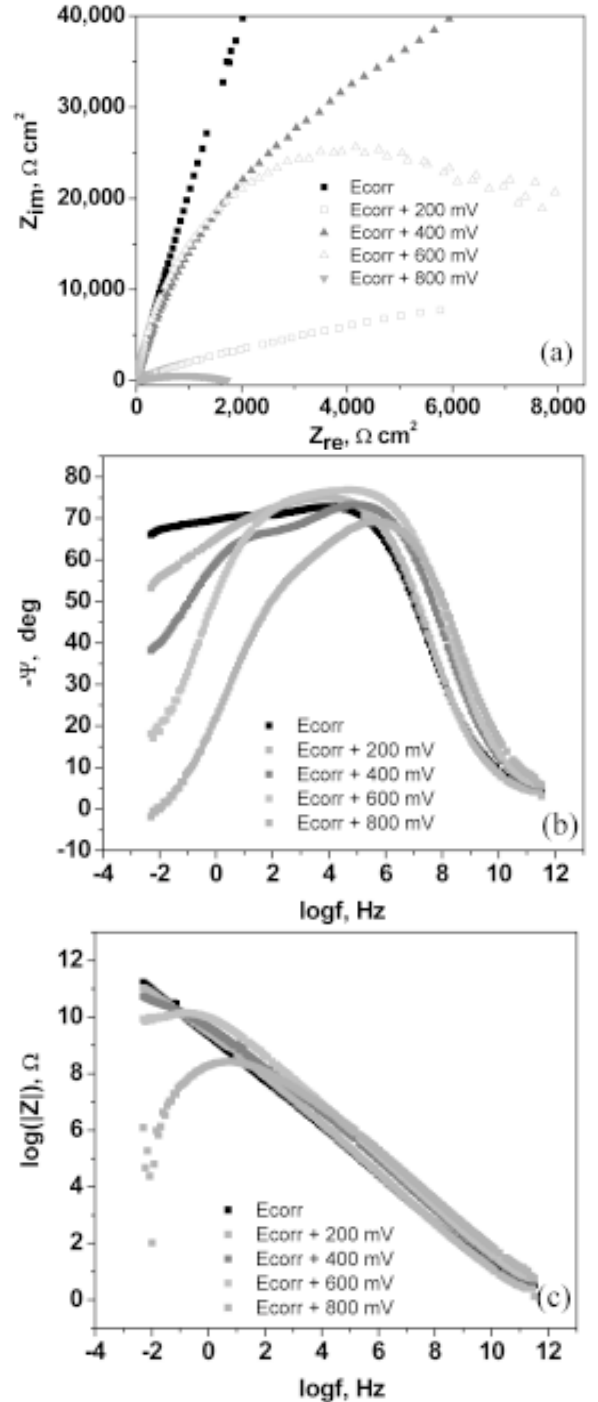 40,000
30,000
20,000
10,000
0
Zim, Ω cm²
Ecorr
Ecorr + 200 mV
Ecorr + 400 mV
Ecorr + 600 mV
Ecorr + 800 mV
(a)
0 2,000 4,000 6,000 8,000
Zre, Ω cm²
80
70
60
50
40
30
20
10
0
-10
-Ψ, deg
Ecorr
Ecorr + 200 mV
Ecorr + 400 mV
Ecorr + 600 mV
Ecorr + 800 mV
(b)
-4 -2 0 2 4 6 8 10 12
logf, Hz
12
10
8
6
4
2
0
log(|Z|), Ω
Ecorr
Ecorr + 200 mV
Ecorr + 400 mV
Ecorr + 600 mV
Ecorr + 800 mV
(c)
-4 -2 0 2 4 6 8 10 12
logf, Hz